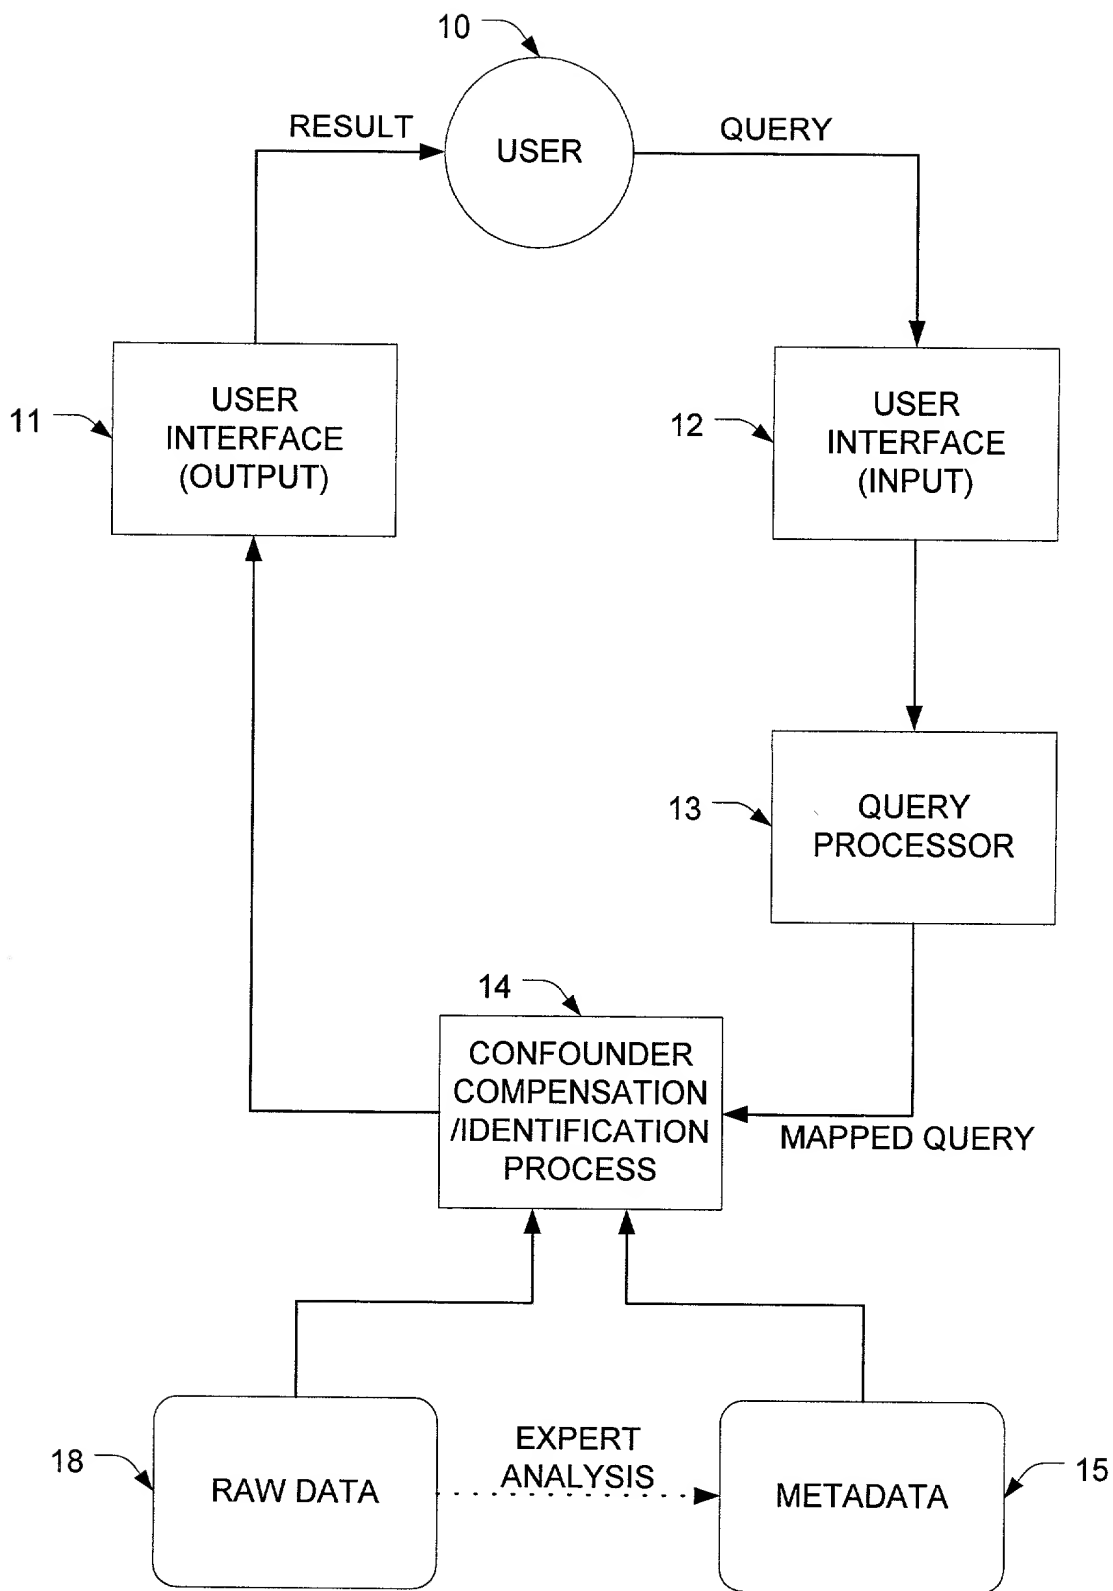 10
RESULT
QUERY
USER
11
USER
INTERFACE
(OUTPUT)
12
USER
INTERFACE
(INPUT)
13
QUERY
PROCESSOR
14
CONFOUNDER
COMPENSATION
/IDENTIFICATION
PROCESS
MAPPED QUERY
18
RAW DATA
EXPERT
ANALYSIS
METADATA
15